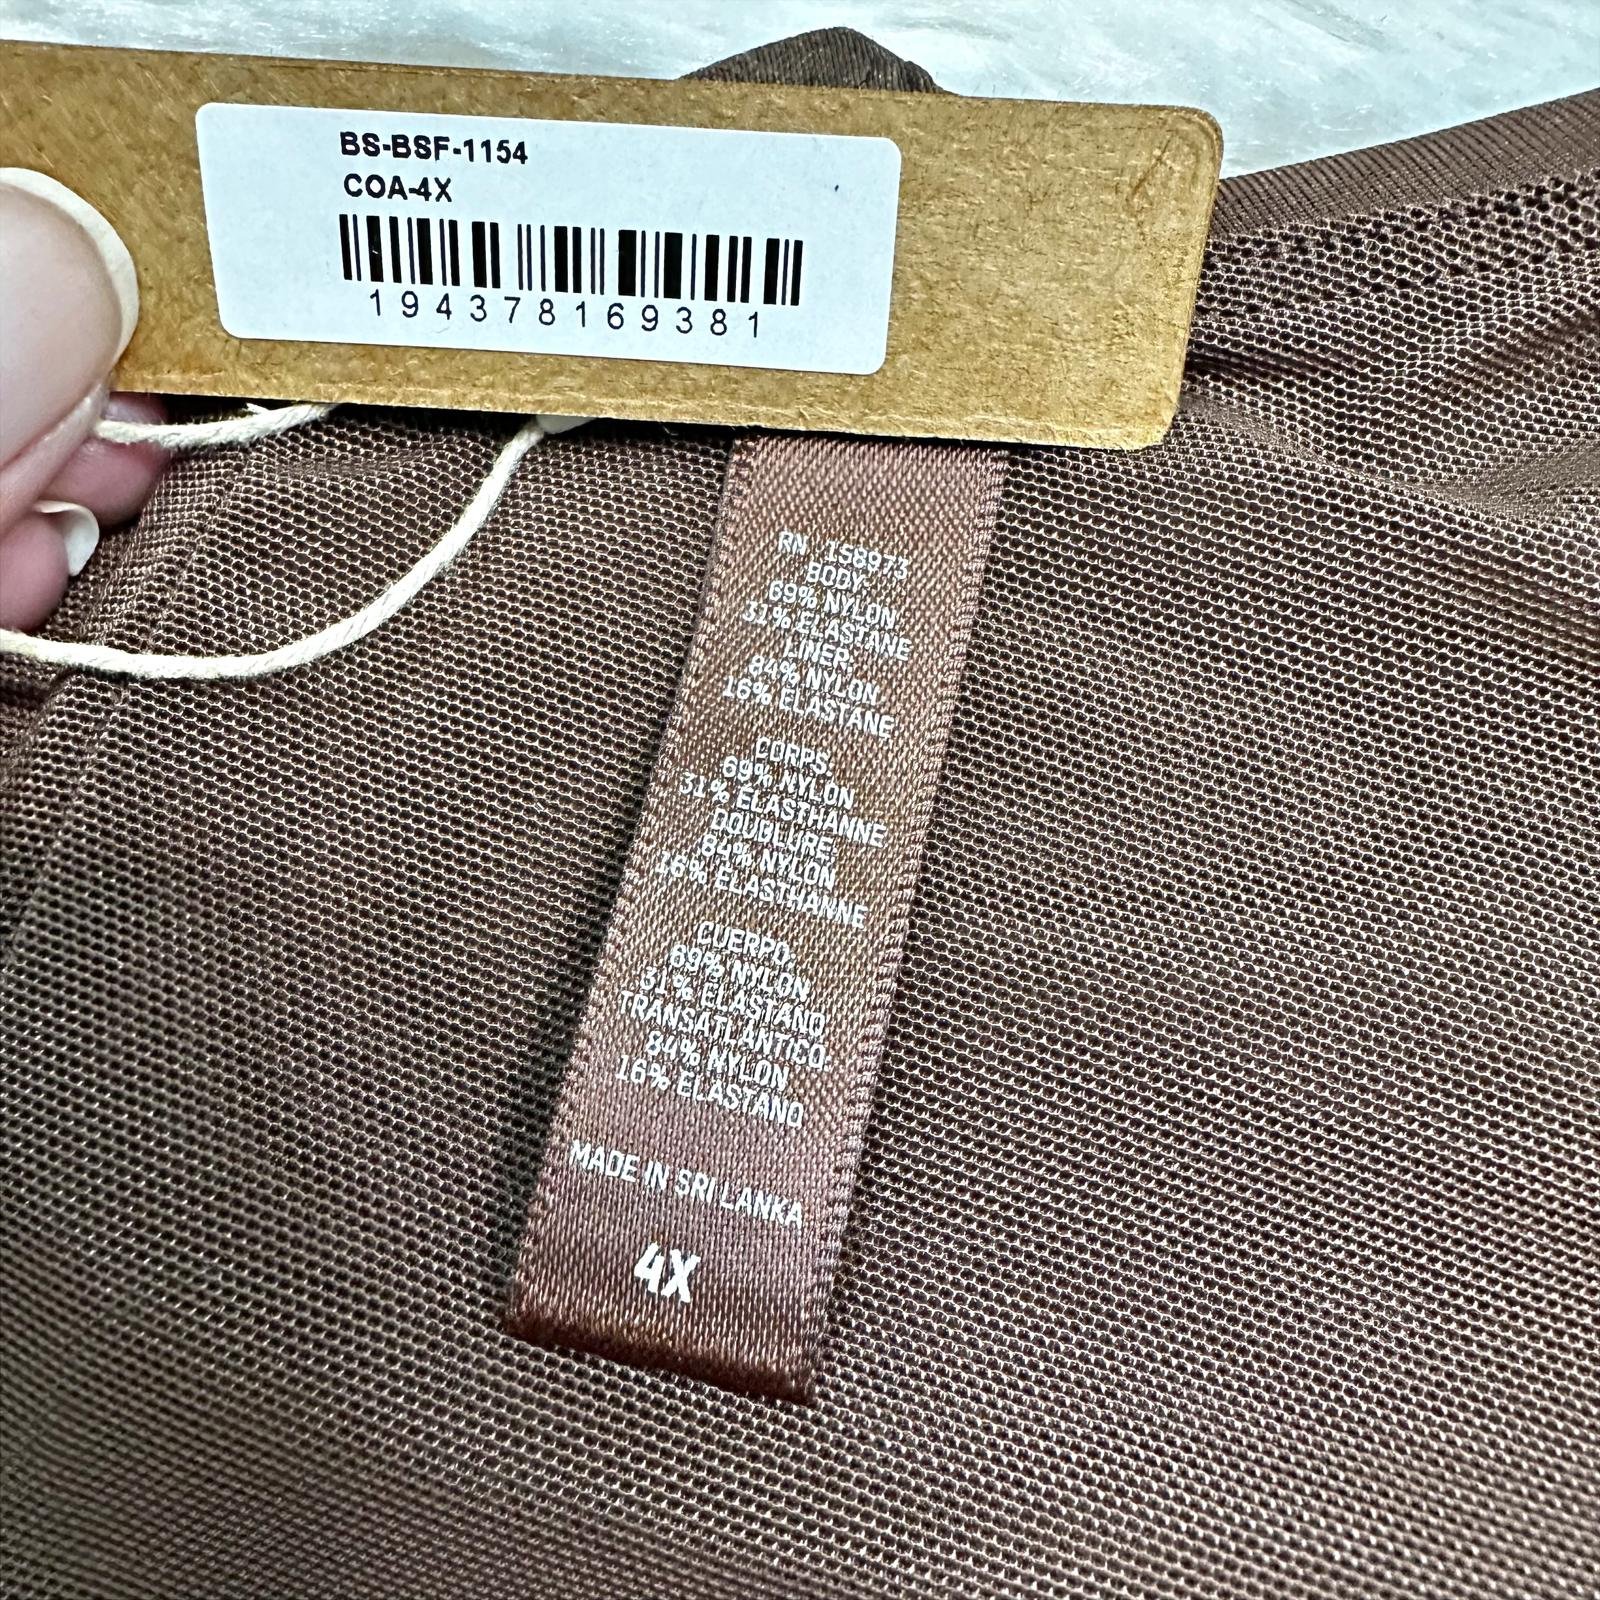 BS-BSF-1154
COA-4X
194378169381
RN 158973
BODY:
69% NYLON,
31% ELASTANE
LINER:
84% NYLON,
16% ELASTANE,
CORPS,
69% NYLON
31% ELASTHANNE
DOUBLURE,
84% NYLON,
16% ELASTHANNE
CUERPO,
69% NYLON,
31% ELASTANO,
TRANSATLÁNTICO:
84% NYLON
16% ELASTANO
MADE IN SRI LANKA
4X